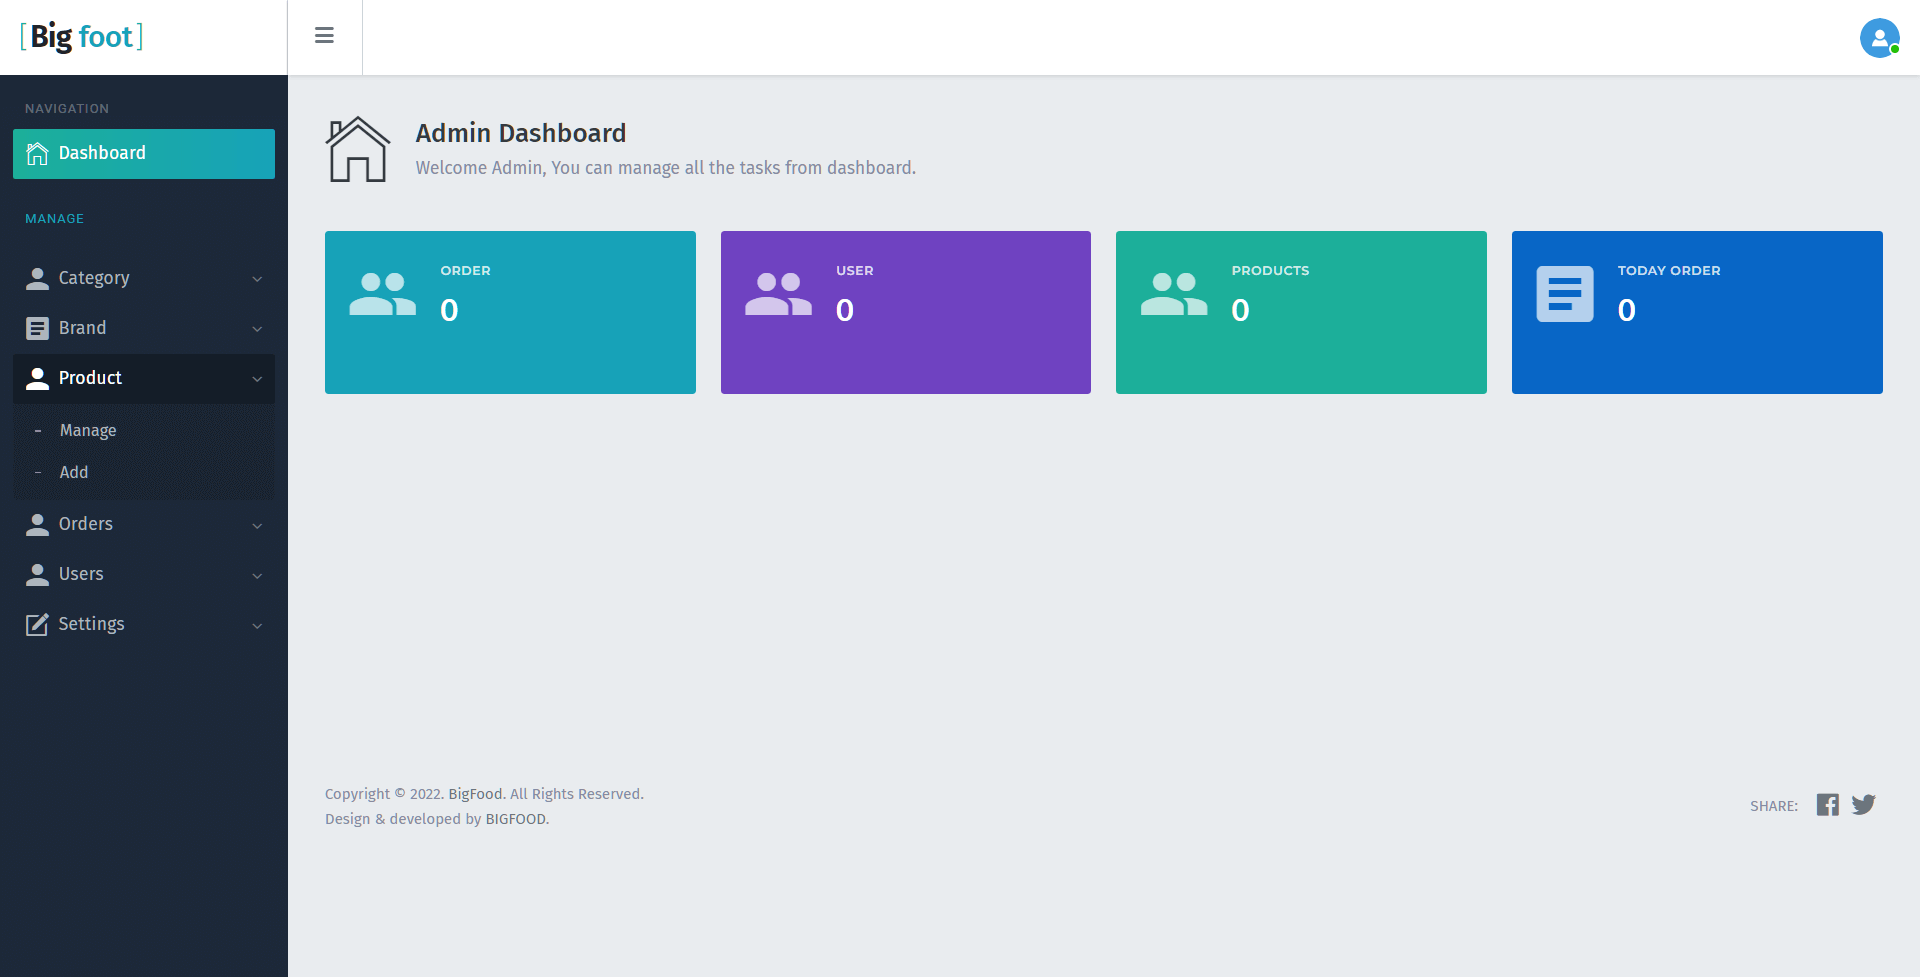 [Big foot]
NAVIGATION
Dashboard
MANAGE
Category
Brand
Product
- Manage
- Add
Orders
Users
Settings
Admin Dashboard
Welcome Admin, You can manage all the tasks from dashboard.
ORDER
0
USER
0
PRODUCTS
0
TODAY ORDER
0
Copyright © 2022. BigFood. All Rights Reserved.
Design & developed by BIGFOOD.
SHARE: